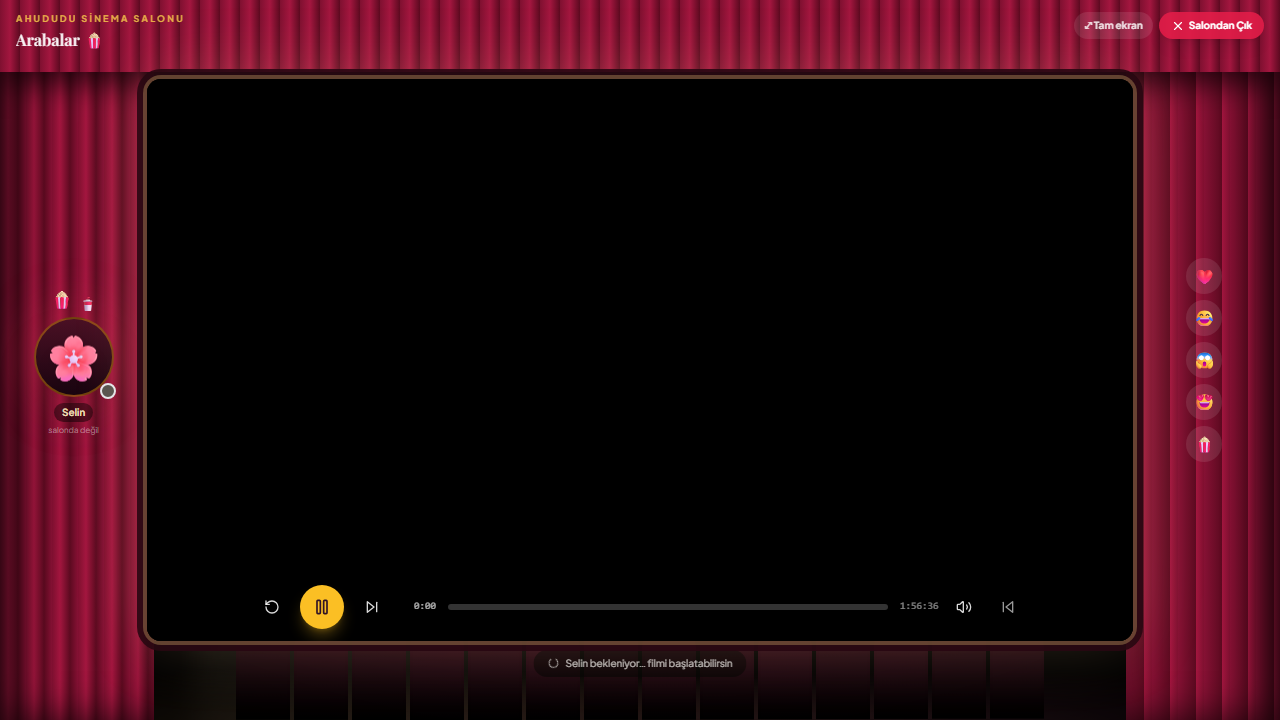 AHUDUDU SİNEMA SALONU
Arabalar
Tam ekran
Salondan Çık
Selin
salonda değil
0:00
1:56:36
Selin bekleniyor... filmi başlatabilirsin